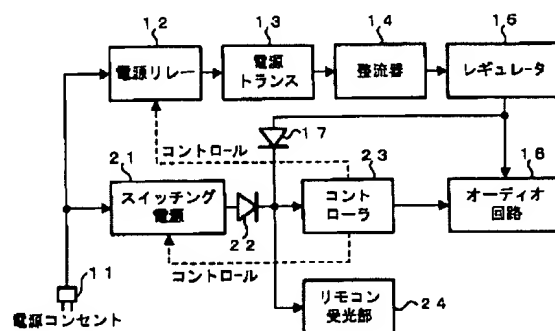 12
13
14
15
電源リレー
電源
トランス
整流器
レギュレータ
17
コントロール
21
23
16
スイッチング
電源
コント
ローラ
オーディオ
回路
22
コントロール
11
電源コンセント
リモコン
受光部
24